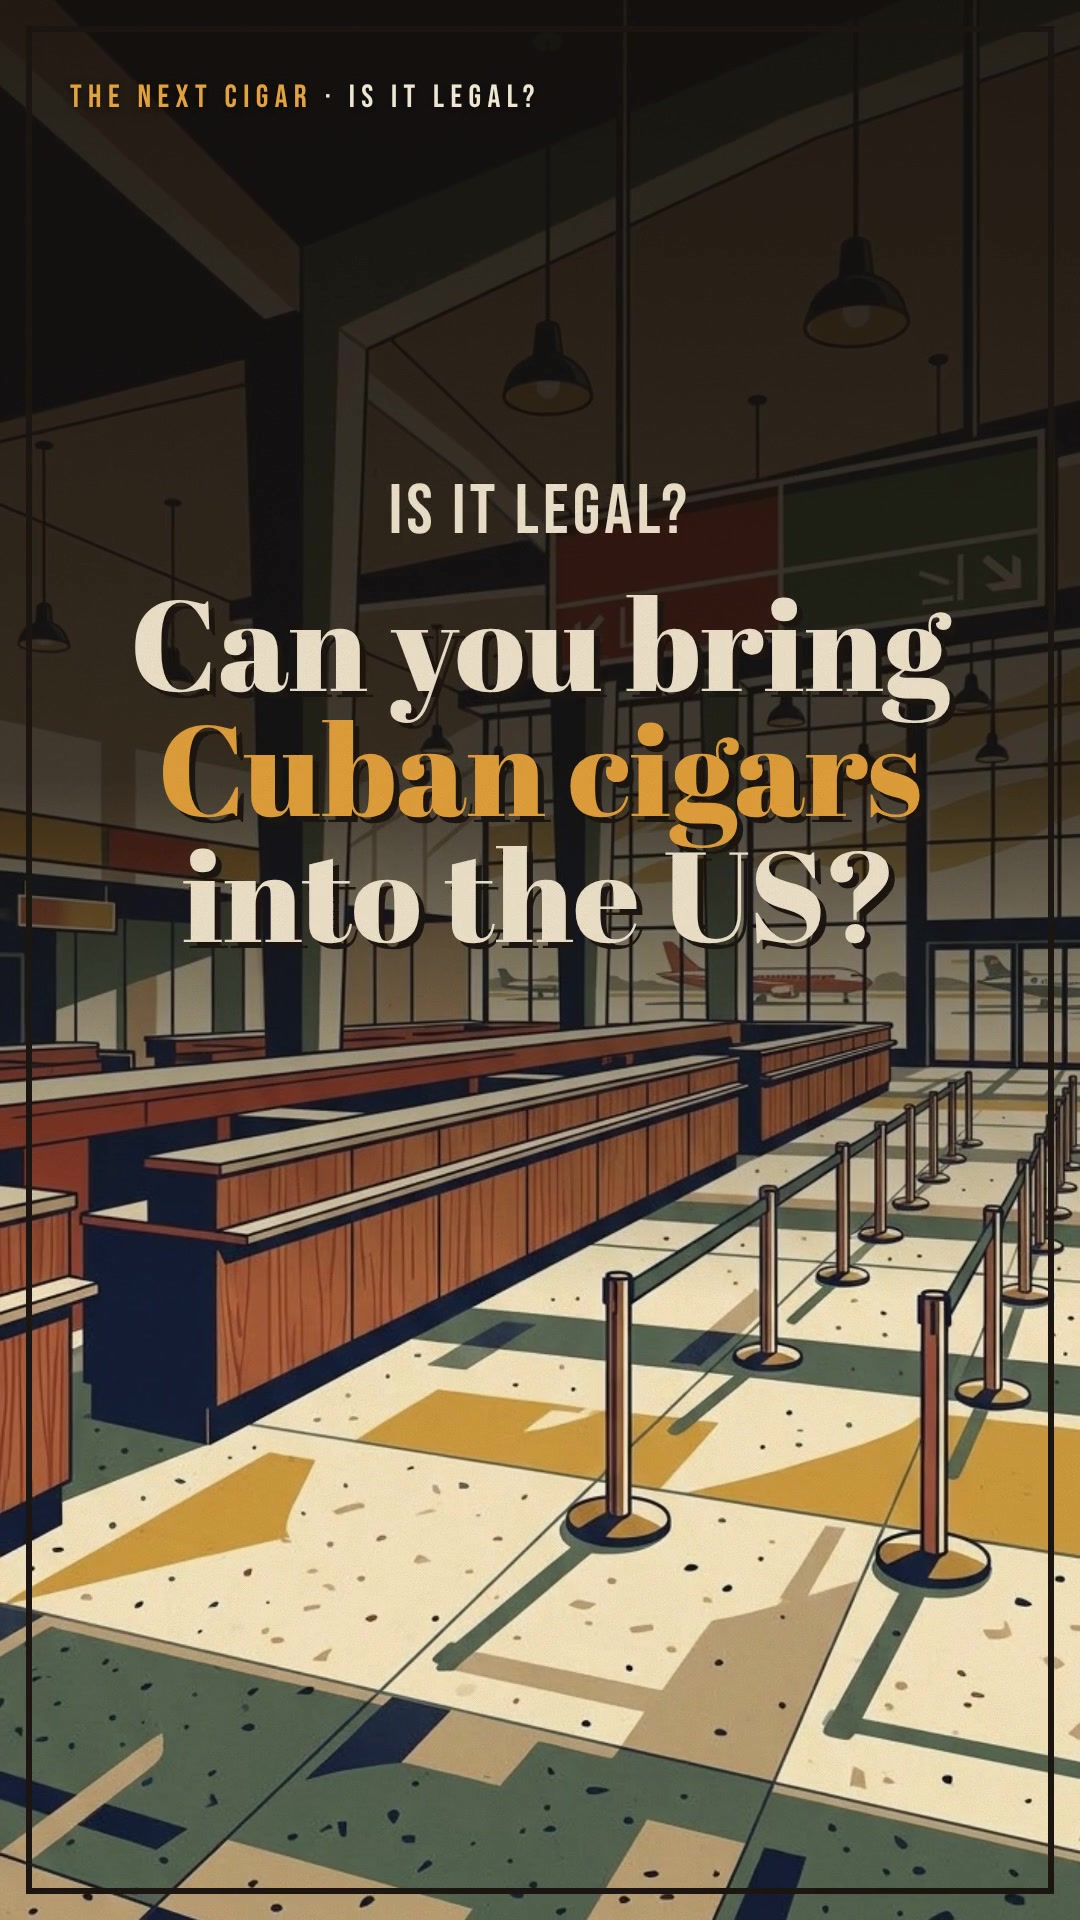 THE NEXT CIGAR · IS IT LEGAL?
IS IT LEGAL?
Can you bring
Cuban cigars
into the US?